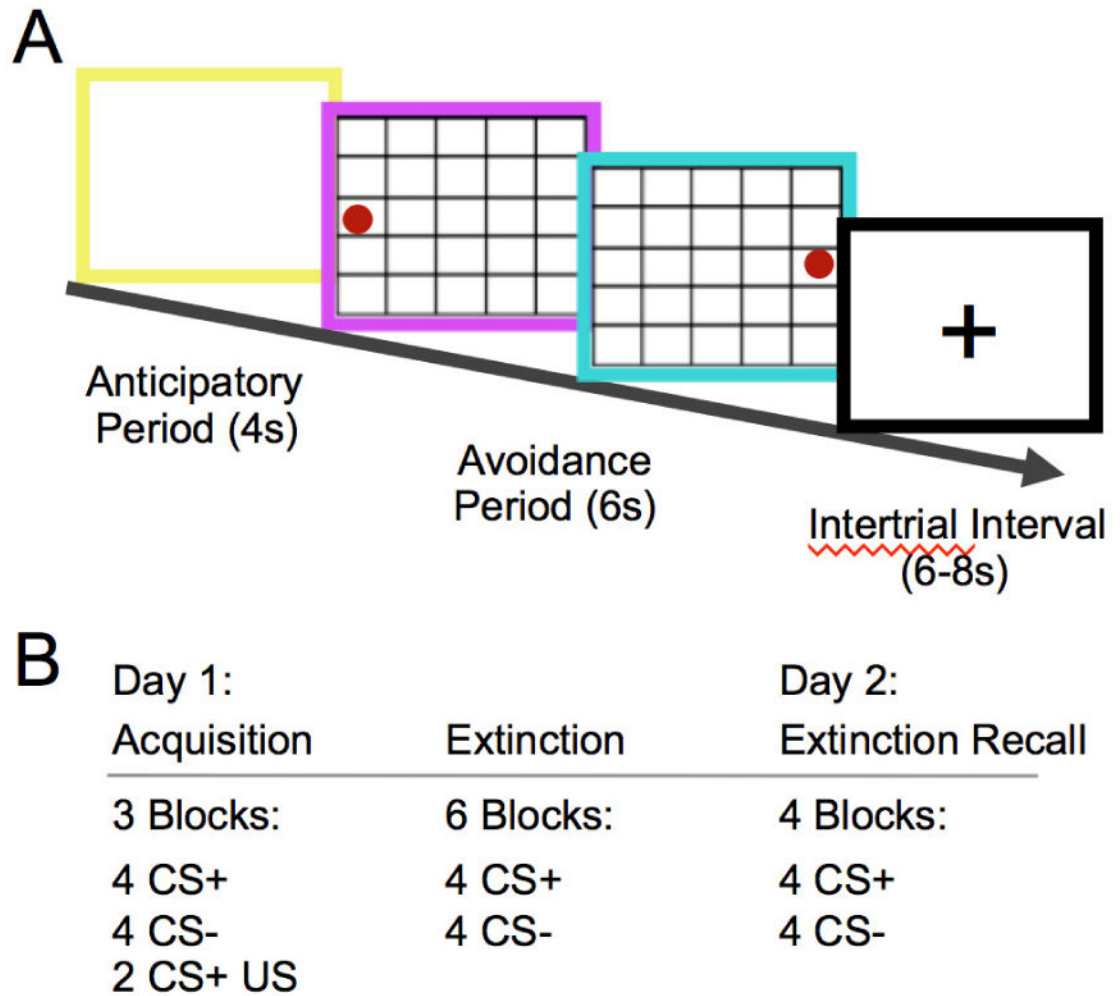 A
Anticipatory
Period (4s)
Avoidance
Period (6s)
Intertrial Interval
(6-8s)
B
Day 1:
Day 2:
Acquisition
Extinction
Extinction Recall
3 Blocks:
6 Blocks:
4 Blocks:
4 CS+
4 CS+
4 CS+
4 CS-
4 CS-
4 CS-
2 CS+ US